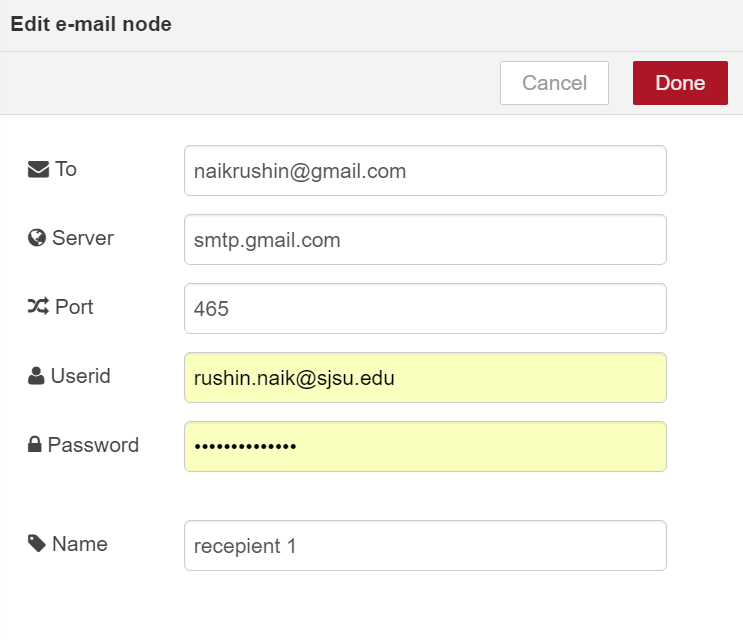 Edit e-mail node
Cancel Done
To naikrushin@gmail.com
Server smtp.gmail.com
Port 465
Userid rushin.naik@sjsu.edu
Password ••••••••••••••
Name recepient 1